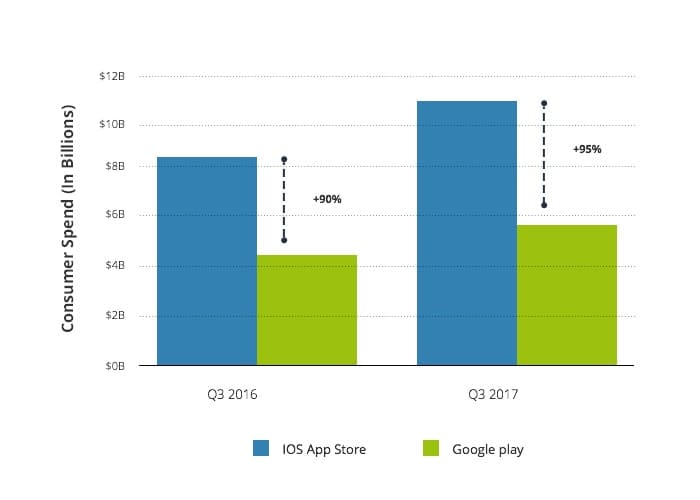 $12B
$10B
$8B
$6B
$4B
$2B
$0B
Consumer Spend (In Billions)
+90%
+95%
Q3 2016
Q3 2017
IOS App Store
Google play